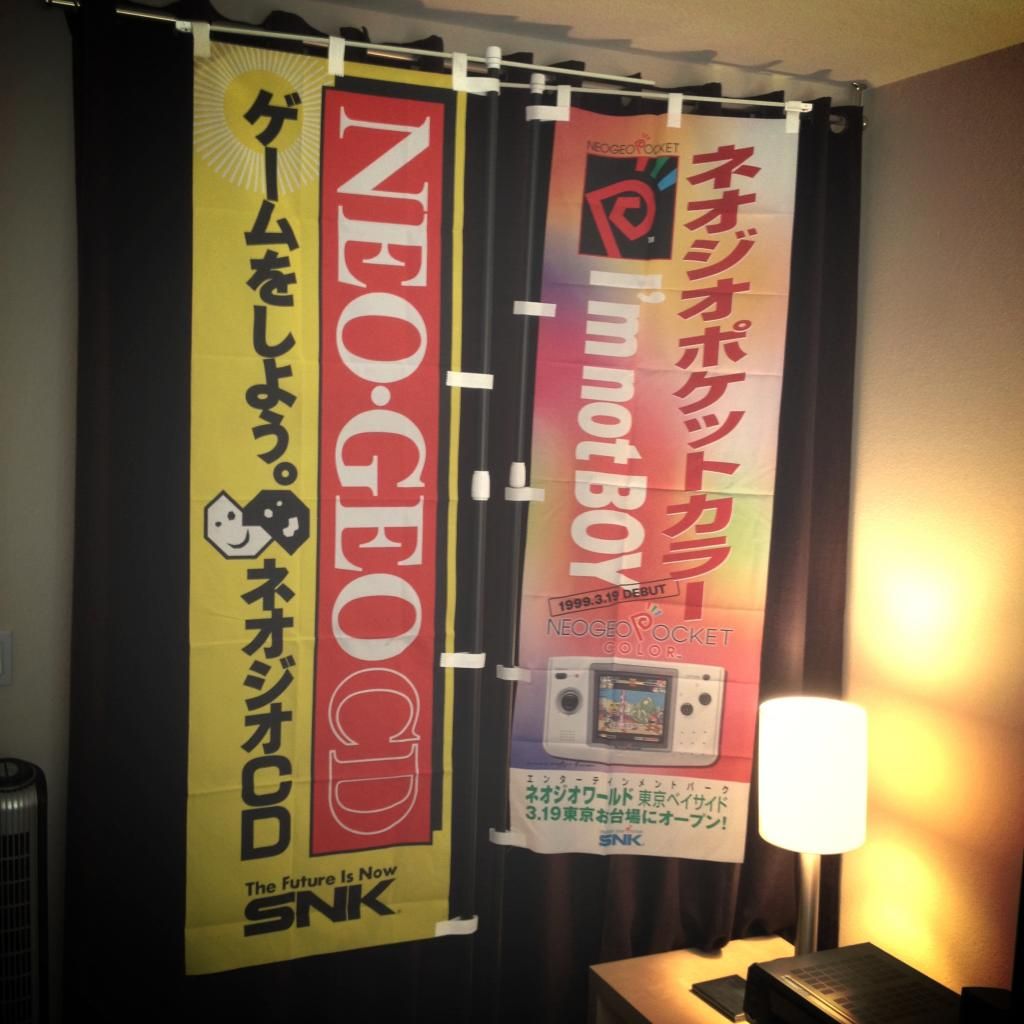 ゲームをしよう。
ネオジオCD
NEO・GEO CD
The Future Is Now
SNK
NEOGEO POCKET
ネオジオポケットカラー
I'm not BOY
1999.3.19 DEBUT
NEOGEO POCKET
COLOR
エンターテインメントパーク
ネオジオワールド 東京ベイサイド
3.19東京お台場にオープン!
SNK